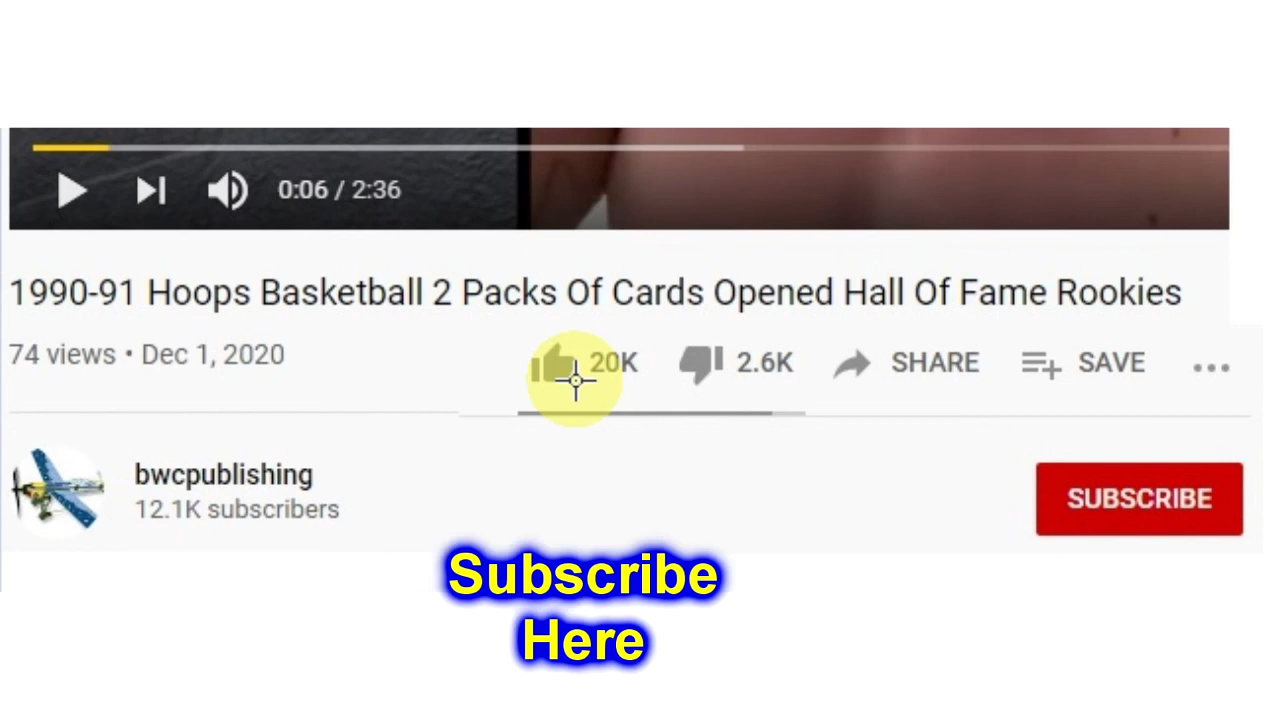 0:06 / 2:36
1990-91 Hoops Basketball 2 Packs Of Cards Opened Hall Of Fame Rookies
74 views • Dec 1, 2020
20K 2.6K SHARE SAVE
bwcpublishing
12.1K subscribers
SUBSCRIBE
Subscribe
Here